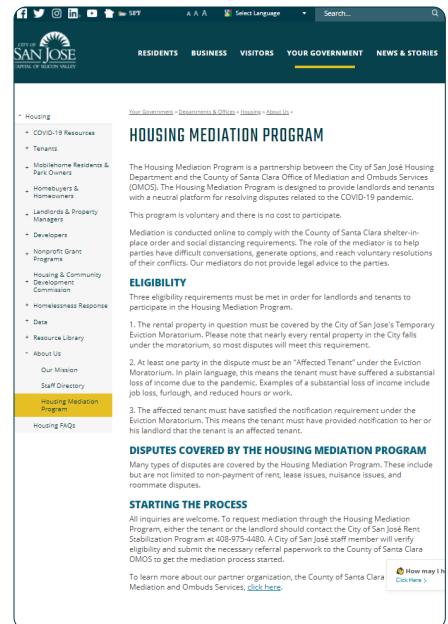 58°F
A A A
Select Language
Search...
CITY OF
SAN JOSE
CAPITAL OF SILICON VALLEY
RESIDENTS BUSINESS VISITORS YOUR GOVERNMENT NEWS & STORIES
Your Government » Departments & Offices » Housing » About Us »
Housing
COVID-19 Resources
Tenants
Mobilehome Residents &
Park Owners
Homebuyers &
Homeowners
Landlords & Property
Managers
Developers
Nonprofit Grant
Programs
Housing & Community
Development
Commission
Homelessness Response
Data
Resource Library
About Us
Our Mission
Staff Directory
Housing Mediation
Program
Housing FAQs
HOUSING MEDIATION PROGRAM
The Housing Mediation Program is a partnership between the City of San José Housing
Department and the County of Santa Clara Office of Mediation and Ombuds Services
(OMOS). The Housing Mediation Program is designed to provide landlords and tenants
with a neutral platform for resolving disputes related to the COVID-19 pandemic.
This program is voluntary and there is no cost to participate.
Mediation is conducted online to comply with the County of Santa Clara shelter-in-
place order and social distancing requirements. The role of the mediator is to help
parties have difficult conversations, generate options, and reach voluntary resolutions
of their conflicts. Our mediators do not provide legal advice to the parties.
ELIGIBILITY
Three eligibility requirements must be met in order for landlords and tenants to
participate in the Housing Mediation Program.
1. The rental property in question must be covered by the City of San Jose's Temporary
Eviction Moratorium. Please note that nearly every rental property in the City falls
under the moratorium, so most disputes will meet this requirement.
2. At least one party in the dispute must be an "Affected Tenant" under the Eviction
Moratorium. In plain language, this means the tenant must have suffered a substantial
loss of income due to the pandemic. Examples of a substantial loss of income include
job loss, furlough, and reduced hours or work.
3. The affected tenant must have satisfied the notification requirement under the
Eviction Moratorium. This means the tenant must have provided notification to her or
his landlord that the tenant is an affected tenant.
DISPUTES COVERED BY THE HOUSING MEDIATION PROGRAM
Many types of disputes are covered by the Housing Mediation Program. These include
but are not limited to non-payment of rent, lease issues, nuisance issues, and
roommate disputes.
STARTING THE PROCESS
All inquiries are welcome. To request mediation through the Housing Mediation
Program, either the tenant or the landlord should contact the City of San José Rent
Stabilization Program at 408-975-4480. A City of San José staff member will verify
eligibility and submit the necessary referral paperwork to the County of Santa Clara
OMOS to get the mediation process started.
To learn more about our partner organization, the County of Santa Clara
Mediation and Ombuds Services, click here.
How may I h
Click Here >